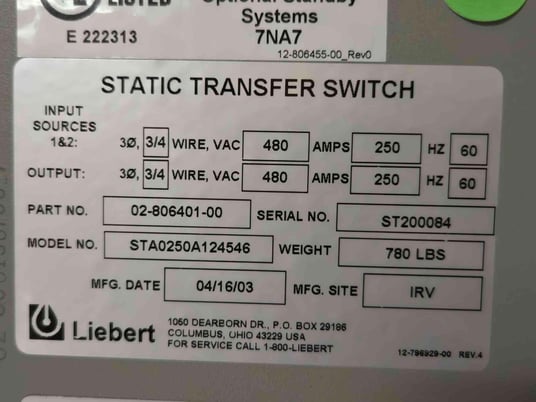 LISTED
Optional Standby
Systems
E 222313
7NA7
12-806455-00_Rev0
STATIC TRANSFER SWITCH
INPUT
SOURCES
1&2: 3Ø, 3/4 WIRE, VAC 480 AMPS 250 HZ 60
OUTPUT: 3Ø, 3/4 WIRE, VAC 480 AMPS 250 HZ 60
PART NO. 02-806401-00 SERIAL NO. ST200084
MODEL NO. STA0250A124546 WEIGHT 780 LBS
MFG. DATE 04/16/03 MFG. SITE IRV
Liebert
1050 DEARBORN DR., P.O. BOX 29186
COLUMBUS, OHIO 43229 USA
FOR SERVICE CALL 1-800-LIEBERT
12-796929-00 REV.4